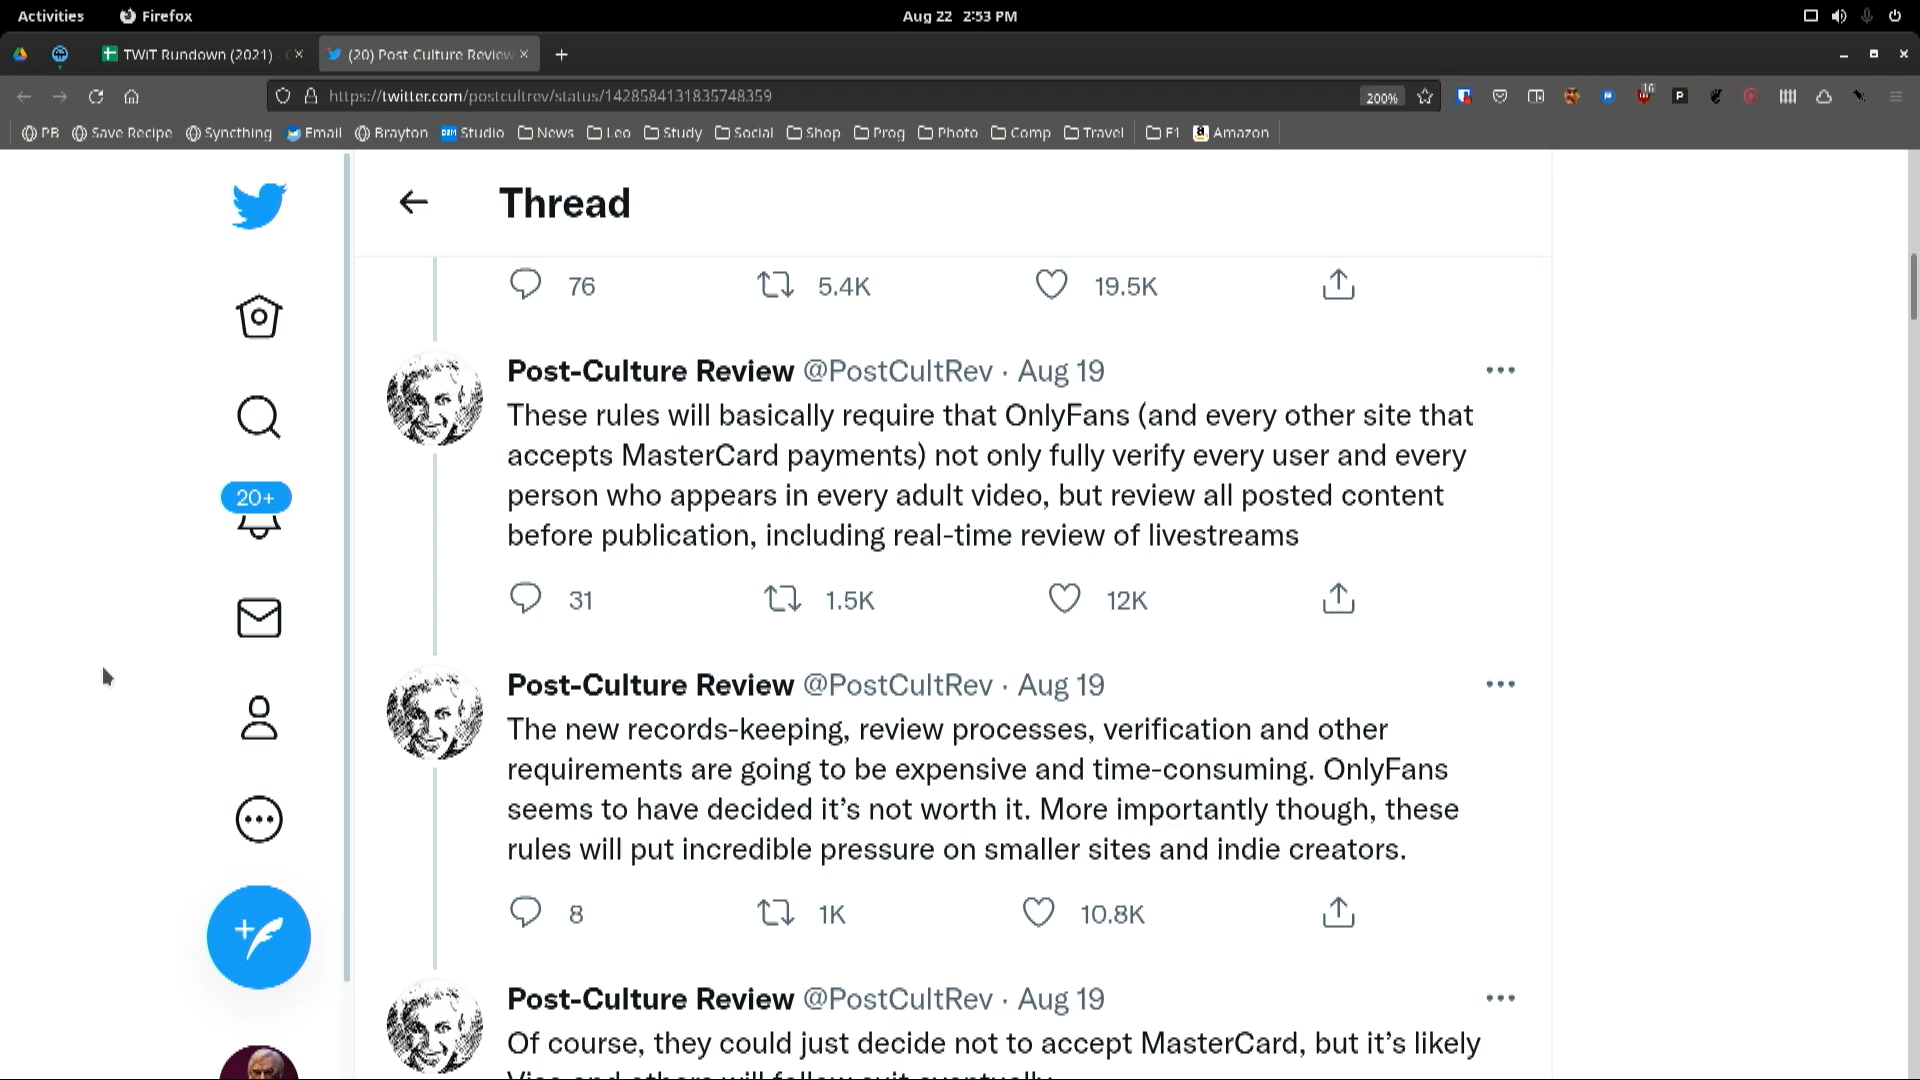 Activities Firefox Aug 22 2:53 PM
TWiT Rundown (2021) (20) Post-Culture Review
https://twitter.com/postcultrev/status/1428584131835748359 200% 16 P
PB Save Recipe Syncthing Email Brayton Studio News Leo Study Social Shop Prog Photo Comp Travel F1 Amazon
Thread
76 5.4K 19.5K
Post-Culture Review @PostCultRev · Aug 19
These rules will basically require that OnlyFans (and every other site that
accepts MasterCard payments) not only fully verify every user and every
person who appears in every adult video, but review all posted content
before publication, including real-time review of livestreams
20+
31 1.5K 12K
Post-Culture Review @PostCultRev · Aug 19
The new records-keeping, review processes, verification and other
requirements are going to be expensive and time-consuming. OnlyFans
seems to have decided it’s not worth it. More importantly though, these
rules will put incredible pressure on smaller sites and indie creators.
8 1K 10.8K
Post-Culture Review @PostCultRev · Aug 19
Of course, they could just decide not to accept MasterCard, but it’s likely